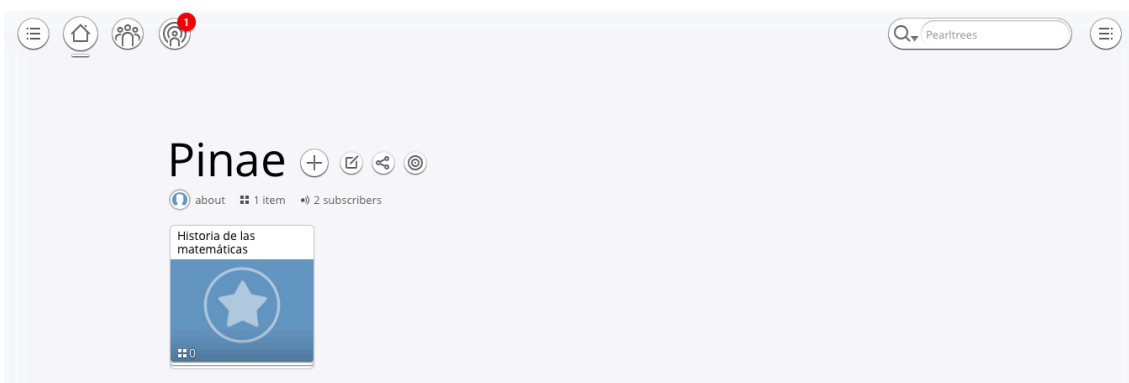 1
Pearltrees
Pinae
about 1 item 2 subscribers
Historia de las
matemáticas
0